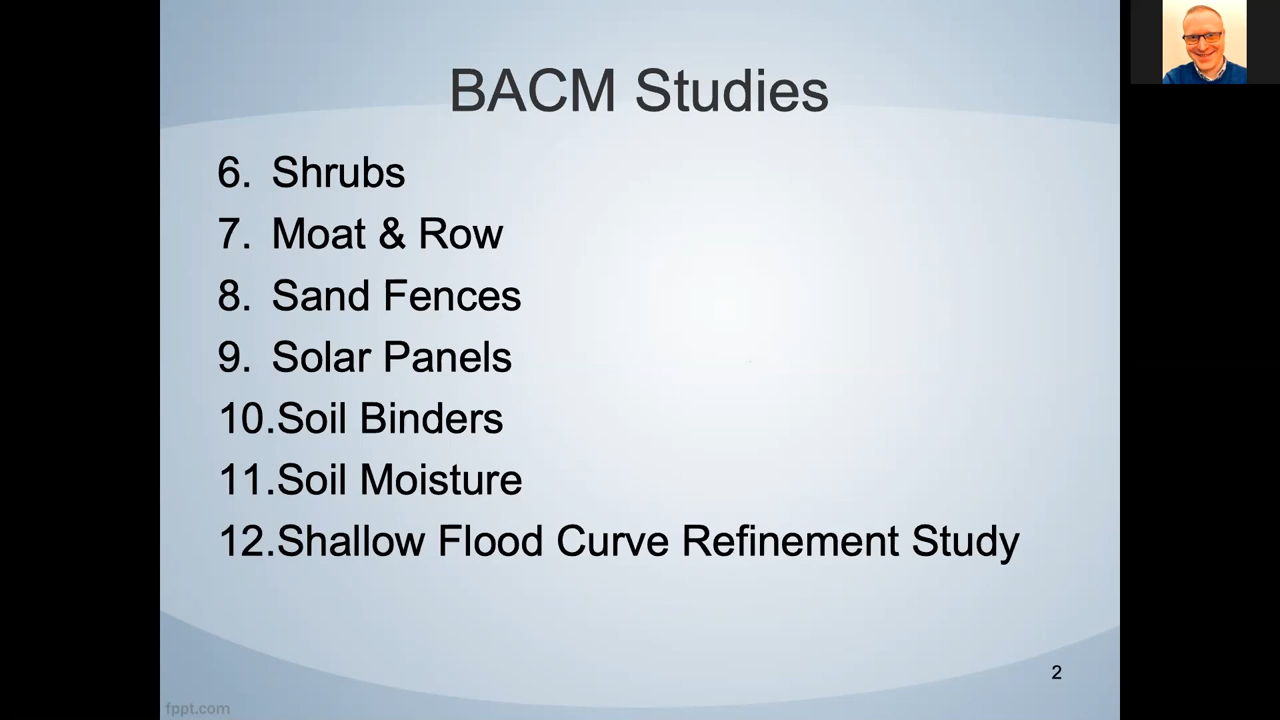 BACM Studies
6. Shrubs
7. Moat & Row
8. Sand Fences
9. Solar Panels
10.Soil Binders
11.Soil Moisture
12.Shallow Flood Curve Refinement Study
2
fppt.com